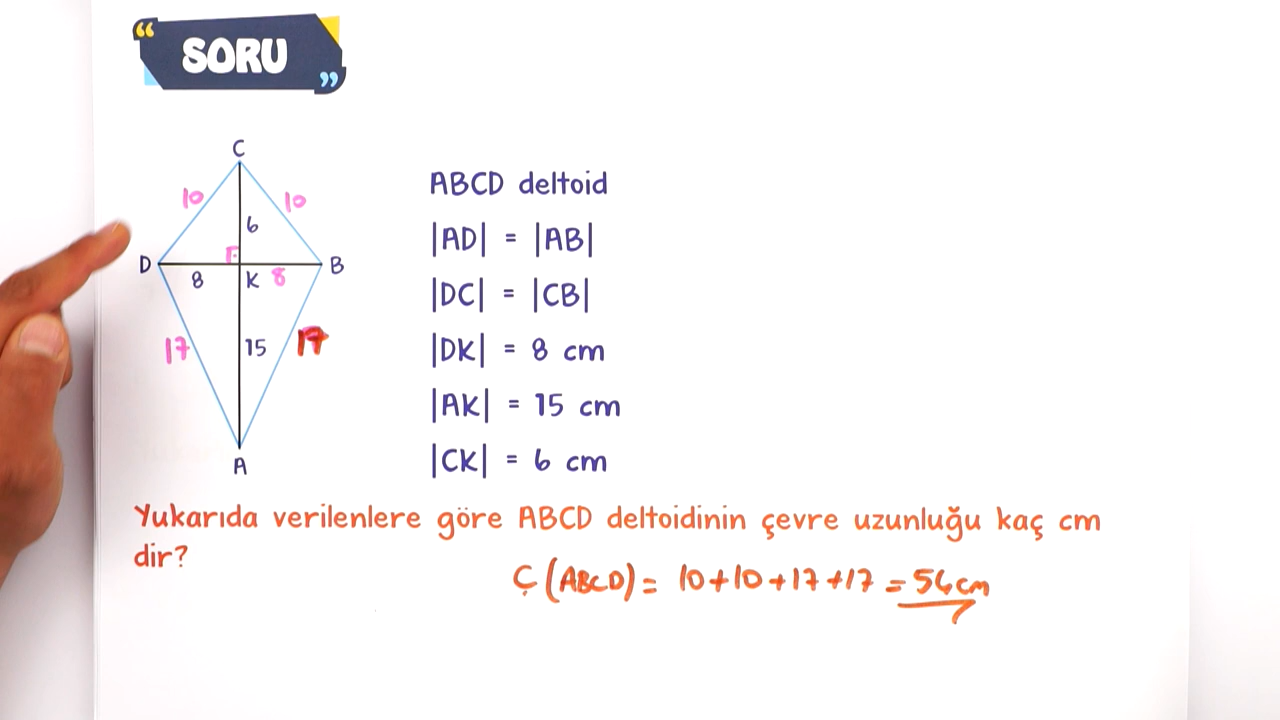 “ SORU ”
C
10 10
6
D 8 K 8 B
17 15 17
A
ABCD deltoid
|AD| = |AB|
|DC| = |CB|
|DK| = 8 cm
|AK| = 15 cm
|CK| = 6 cm
Yukarıda verilenlere göre ABCD deltoidinin çevre uzunluğu kaç cm
dir?
Ç(ABCD) = 10+10+17+17 = 54cm